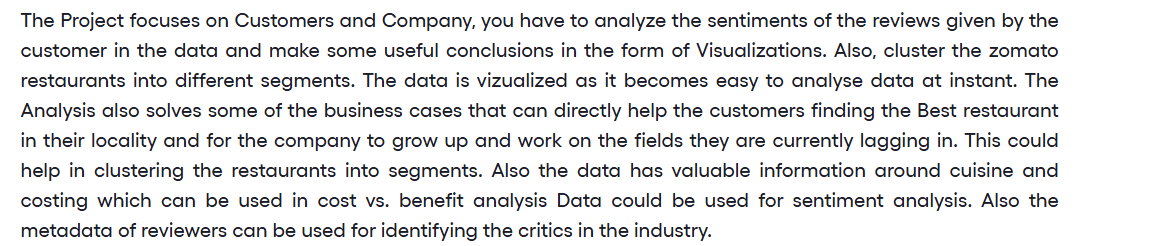 The Project focuses on Customers and Company, you have to analyze the sentiments of the reviews given by the
customer in the data and make some useful conclusions in the form of Visualizations. Also, cluster the zomato
restaurants into different segments. The data is vizualized as it becomes easy to analyse data at instant. The
Analysis also solves some of the business cases that can directly help the customers finding the Best restaurant
in their locality and for the company to grow up and work on the fields they are currently lagging in. This could
help in clustering the restaurants into segments. Also the data has valuable information around cuisine and
costing which can be used in cost vs. benefit analysis Data could be used for sentiment analysis. Also the
metadata of reviewers can be used for identifying the critics in the industry.